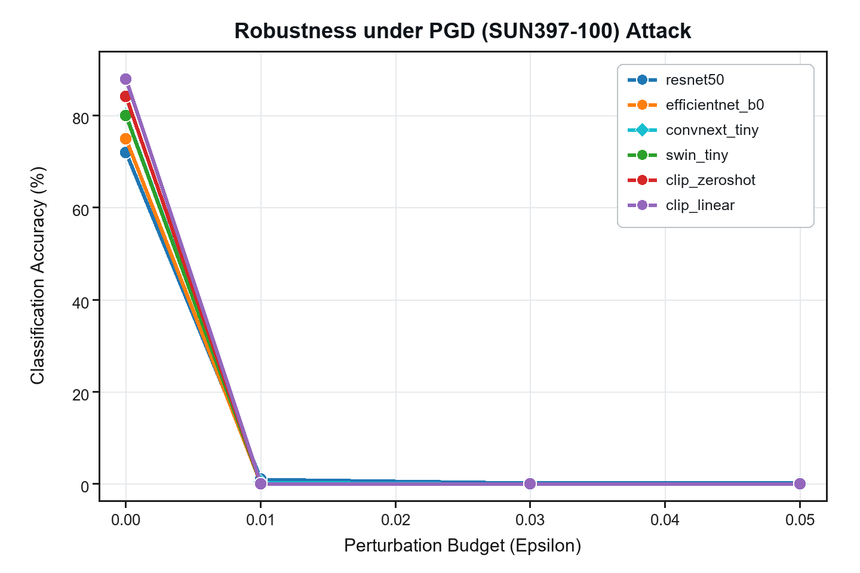 Robustness under PGD (SUN397-100) Attack
resnet50
efficientnet_b0
convnext_tiny
swin_tiny
clip_zeroshot
clip_linear
Classification Accuracy (%)
80
60
40
20
0
0.00 0.01 0.02 0.03 0.04 0.05
Perturbation Budget (Epsilon)